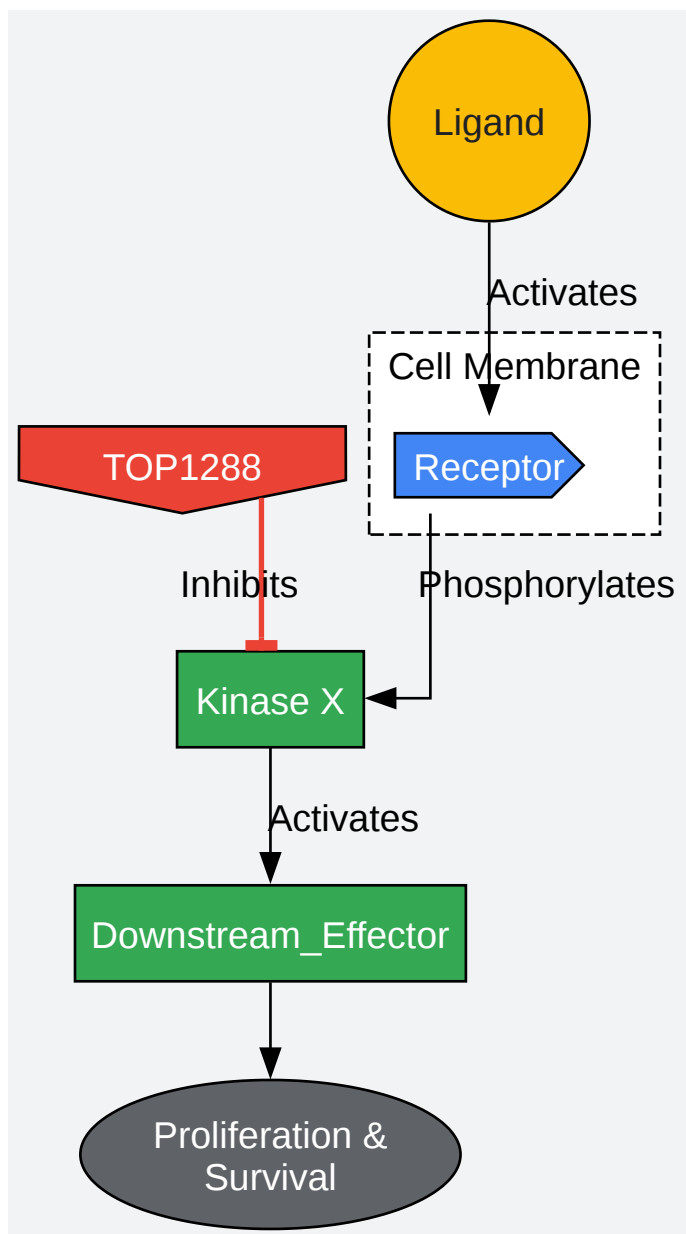 Ligand
Activates
Cell Membrane
TOP1288
Receptor
Inhibits
Phosphorylates
Kinase X
Activates
Downstream_Effector
Proliferation &
Survival